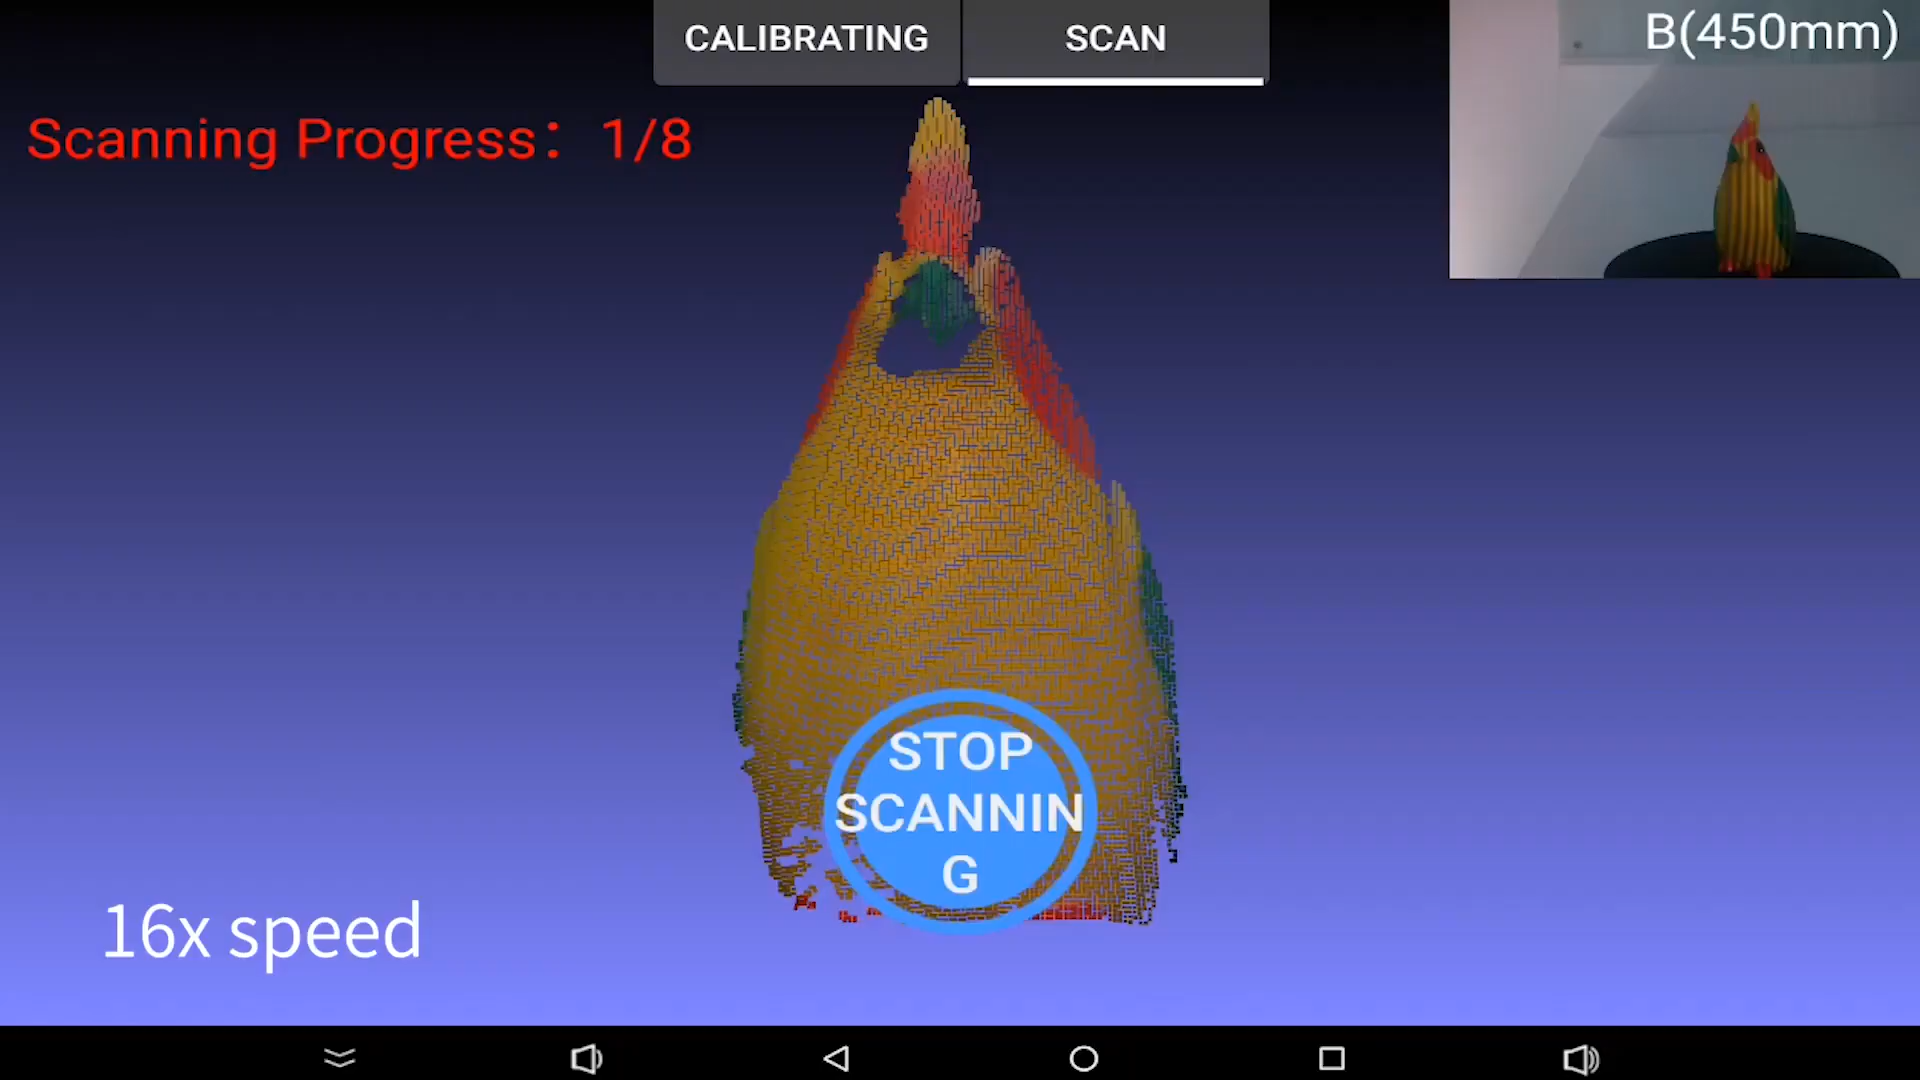 CALIBRATING
SCAN
B(450mm)
Scanning Progress: 1/8
STOP
SCANNIN
G
16x speed